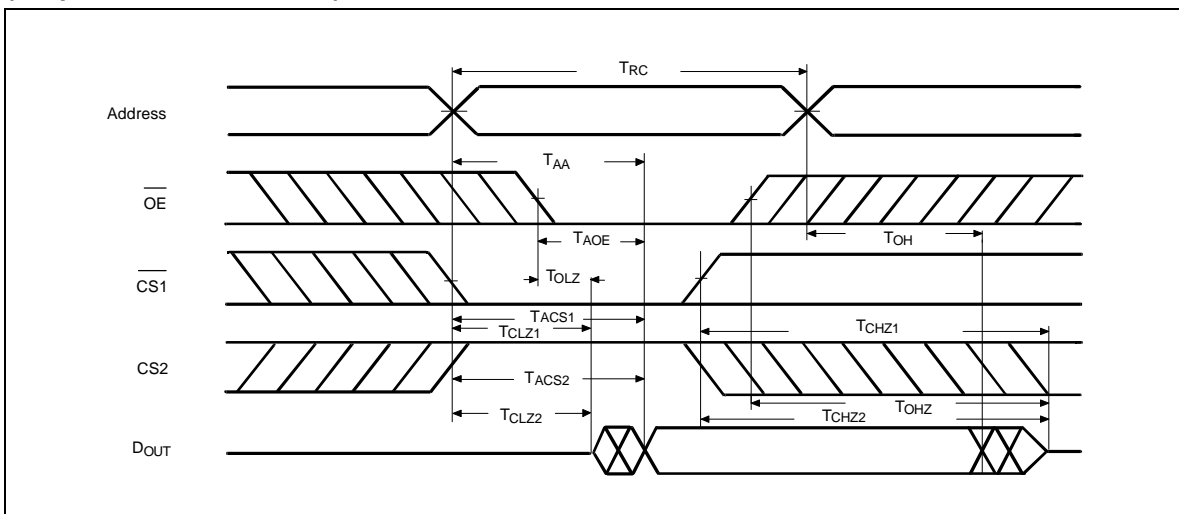 TRC
Address
TAA
OE
TAOE
TOH
TOLZ
CS1
TACS1
TCLZ1
TCHZ1
CS2
TACS2
TOHZ
TCHZ2
TCLZ2
DOUT